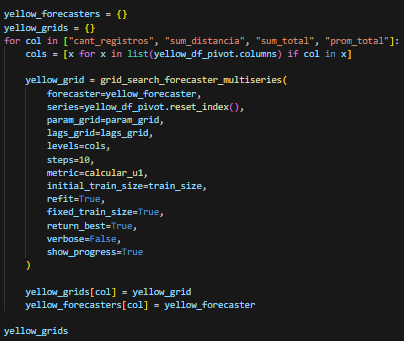 yellow_forecasters = {}
yellow_grids = {}
for col in ["cant_registros", "sum_distancia", "sum_total", "prom_total"]:
    cols = [x for x in list(yellow_df_pivot.columns) if col in x]

    yellow_grid = grid_search_forecaster_multiseries(
        forecaster=yellow_forecaster,
        series=yellow_df_pivot.reset_index(),
        param_grid=param_grid,
        lags_grid=lags_grid,
        levels=cols,
        steps=10,
        metric=calcular_u1,
        initial_train_size=train_size,
        refit=True,
        fixed_train_size=True,
        return_best=True,
        verbose=False,
        show_progress=True
    )

    yellow_grids[col] = yellow_grid
    yellow_forecasters[col] = yellow_forecaster

yellow_grids